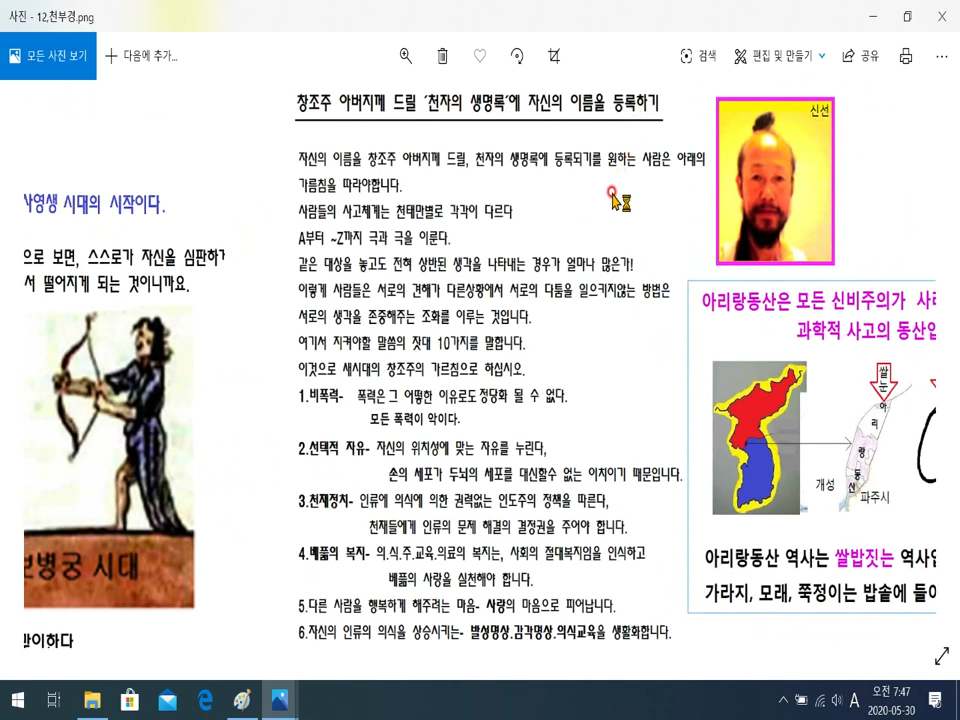 사진 - 12,천부경.png
모든 사진 보기
다음에 추가...
검색
편집 및 만들기
공유
창조주 아버지께 드릴 '천자의 생명록'에 자신의 이름을 등록하기
자신의 이름을 창조주 아버지께 드릴, 천자의 생명록에 등록되기를 원하는 사람은 아래의
가름침을 따라야합니다.
사람들의 사고체게는 천태만별로 각각이 다르다
A부터 ~Z까지 극과 극을 이룬다.
같은 대상을 놓고도 전혀 상반된 생각을 나타내는 경우가 얼마나 많은가!
이렇게 사람들은 서로의 견해가 다른상황에서 서로의 다툼을 일으키지않는 방법은
서로의 생각을 존중해주는 조화를 이루는 것입니다.
여기서 지켜야할 말씀의 잣대 10가지를 말합니다.
이것으로 새시대의 창조주의 가르침으로 하십시오.
1.비폭력- 폭력은 그 어떠한 이유로도 정당화 될 수 없다.
모든 폭력이 악이다.
2.선택적 자유- 자신의 위치성에 맞는 자유를 누린다,
손의 세포가 두뇌의 세포를 대신할수 없는 이치이기 때문입니다.
3.천재정치- 인류에 의식에 의한 권력없는 인도주의 정책을 따른다,
천재들에게 인류의 문제 해결의 결정권을 주어야 합니다.
4.베품의 복지- 의.식.주.교육.의료의 복지는, 사회의 절대복지임을 인식하고
베품의 사랑을 실천해야 합니다.
5.다른 사람을 행복하게 해주려는 마음- 사랑의 마음으로 피어납니다.
6.자신의 인류의 의식을 상승시키는- 발성명상.감각명상.의식교육을 생활화합니다.
사영생 시대의 시작이다.
으로 보면, 스스로가 자신을 심판하
서 떨어지게 되는 것이니까요.
보병궁 시대
많이하다
신선
아리랑동산은 모든 신비주의가 사라
과학적 사고의 동산입
쌀
눈
아
리
랑
동
산
개성
파주시
아리랑동산 역사는 쌀밥짓는 역사입
가라지, 모래, 쭉정이는 밥솥에 들어
A
오전 7:47
2020-05-30